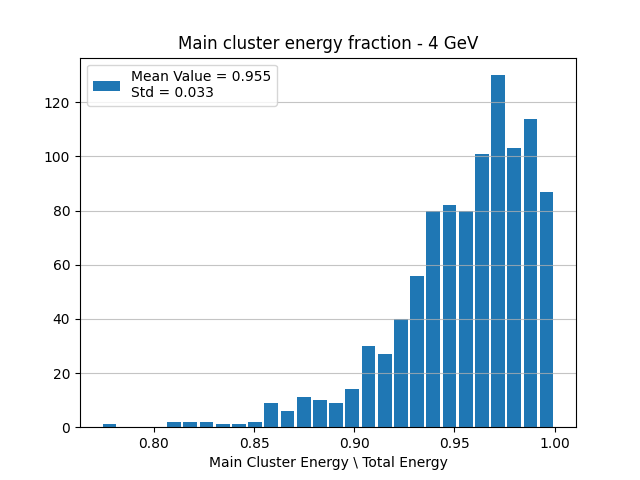 Main cluster energy fraction - 4 GeV
Mean Value = 0.955
Std = 0.033
120
100
80
60
40
20
0
0.80 0.85 0.90 0.95 1.00
Main Cluster Energy \ Total Energy